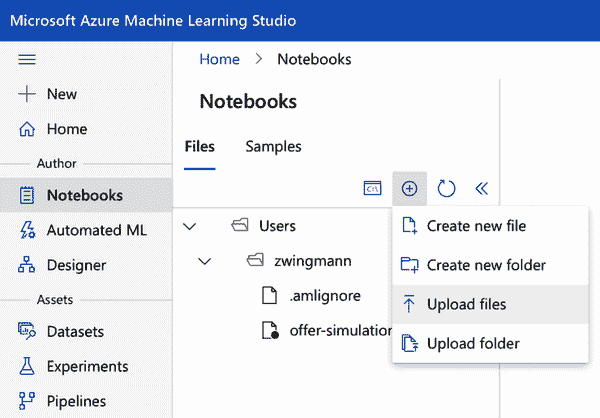 Microsoft Azure Machine Learning Studio
Home > Notebooks
New
Home
Author
Notebooks
Automated ML
Designer
Assets
Datasets
Experiments
Pipelines
Notebooks
Files Samples
C:\
Users
zwingmann
.amlignore
offer-simulation
Create new file
Create new folder
Upload files
Upload folder